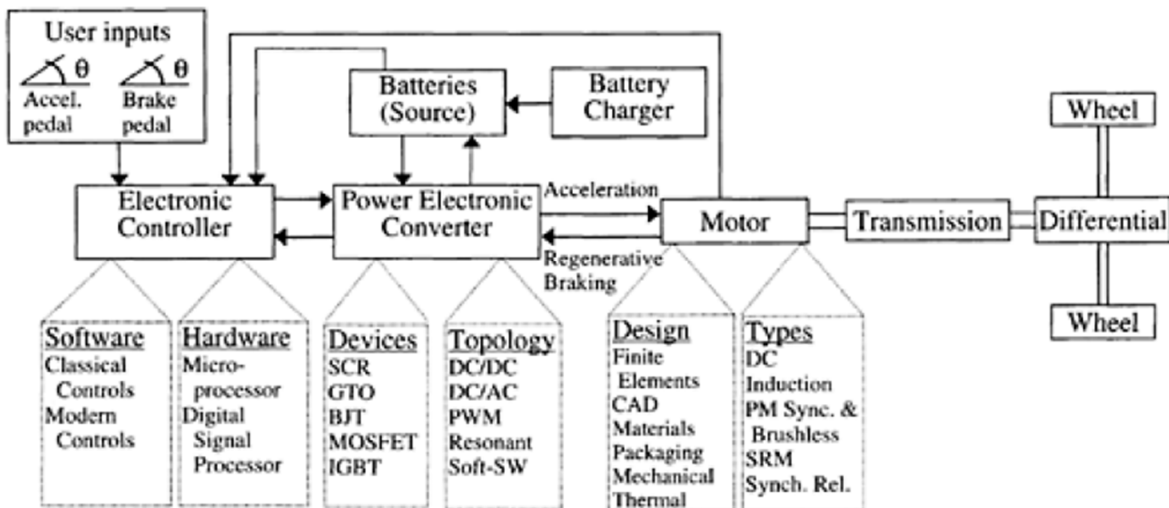 User inputs
θ θ
Accel. Brake
pedal pedal
Batteries
(Source)
Battery
Charger
Wheel
Electronic
Controller
Power Electronic
Converter
Acceleration
Regenerative
Braking
Motor
Transmission
Differential
Wheel
Software
Classical
Controls
Modern
Controls
Hardware
Micro-
processor
Digital
Signal
Processor
Devices
SCR
GTO
BJT
MOSFET
IGBT
Topology
DC/DC
DC/AC
PWM
Resonant
Soft-SW
Design
Finite
Elements
CAD
Materials
Packaging
Mechanical
Thermal
Types
DC
Induction
PM Sync. &
Brushless
SRM
Synch. Rel.